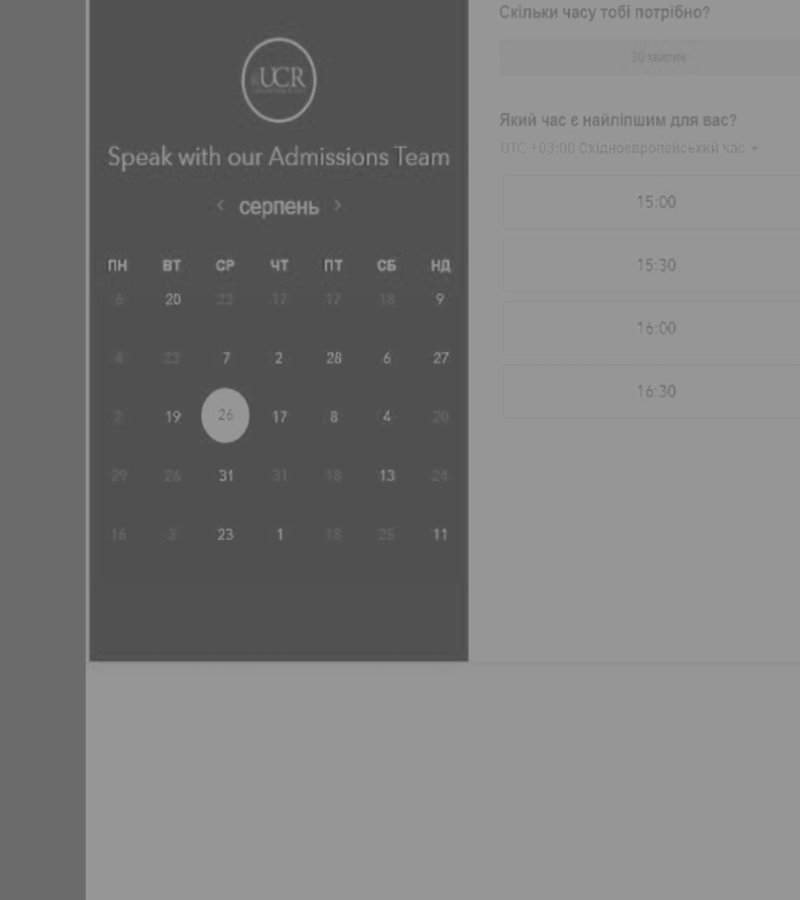 Скільки часу тобі потрібно?
30 хвилин
UCR
Speak with our Admissions Team
< серпень >
ПН ВТ СР ЧТ ПТ СБ НД
6 20 23 17 17 18 9
4 23 7 2 28 6 27
2 19 26 17 8 4 20
29 26 31 31 18 13 24
16 3 23 1 18 25 11
Який час є найліпшим для вас?
UTC +03:00 Східноєвропейський час
15:00
15:30
16:00
16:30